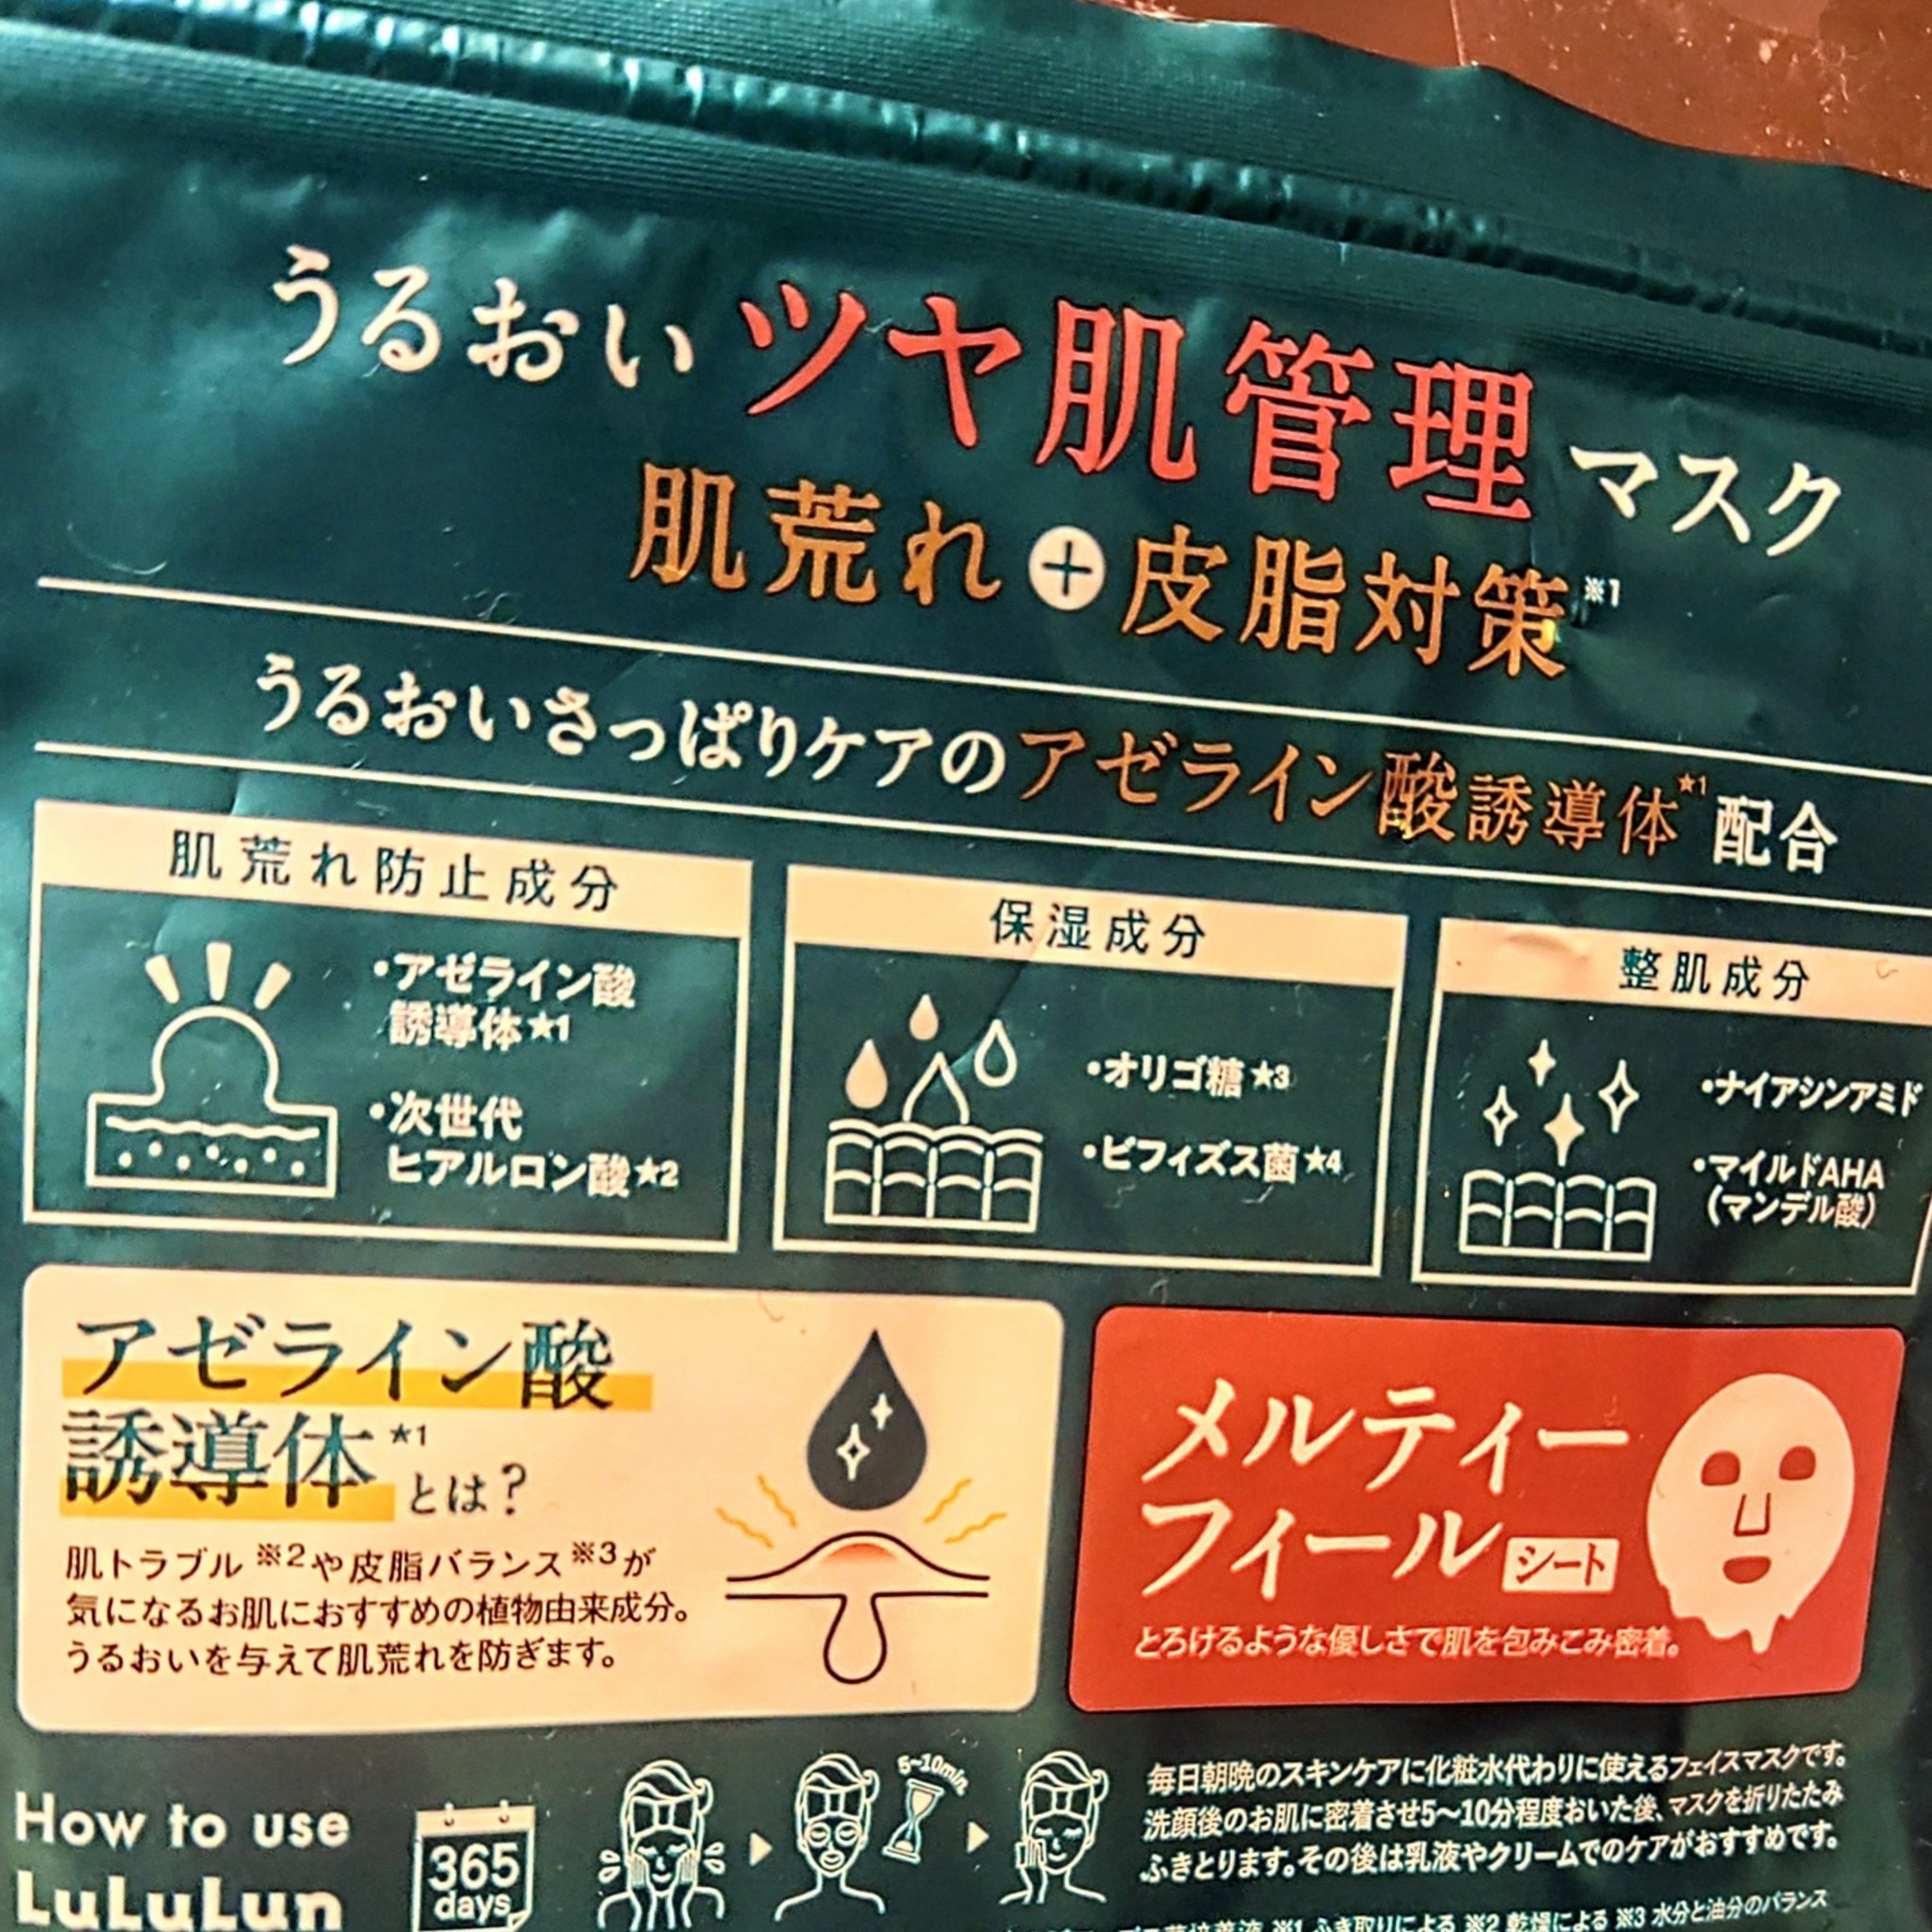 うるおいツヤ肌管理マスク
肌荒れ+皮脂対策※1
うるおいさっぱりケアのアゼライン酸誘導体★1配合
肌荒れ防止成分
・アゼライン酸
誘導体★1
・次世代
ヒアルロン酸★2
保湿成分
・オリゴ糖★3
・ビフィズス菌★4
整肌成分
・ナイアシンアミド
・マイルドAHA
(マンデル酸)
アゼライン酸
誘導体★1とは?
肌トラブル※2や皮脂バランス※3が
気になるお肌におすすめの植物由来成分。
うるおいを与えて肌荒れを防ぎます。
メルティー
フィールシート
とろけるような優しさで肌を包みこみ密着。
How to use
LuLuLun
365
days
5~10min.
毎日朝晩のスキンケアに化粧水代わりに使えるフェイスマスクです。
洗顔後のお肌に密着させ5〜10分程度おいた後、マスクを折りたたみ
ふきとります。その後は乳液やクリームでのケアがおすすめです。
※1 ふき取りによる ※2 乾燥による ※3 水分と油分のバランス